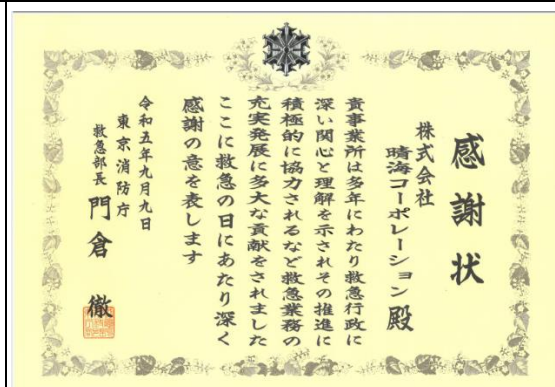 感謝状
株式会社
晴海コーポレーション殿
貴事業所は多年にわたり救急行政に
深い関心と理解を示されその推進に
積極的に協力されるなど救急業務の
充実発展に多大な貢献をされました
ここに救急の日にあたり深く
感謝の意を表します
令和五年九月九日
東京消防庁
救急部長 門倉 徹